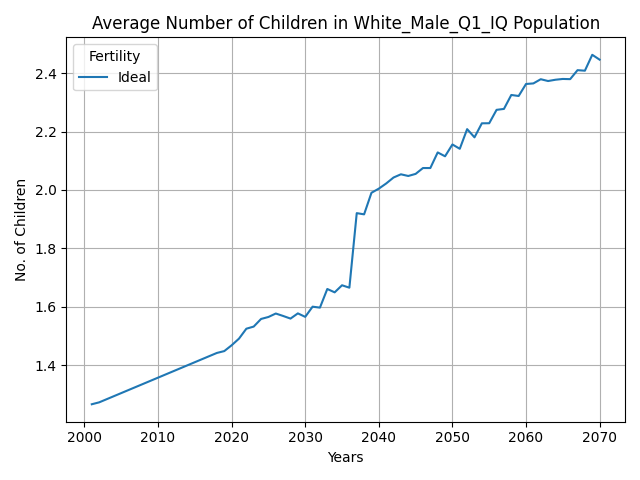 Average Number of Children in White_Male_Q1_IQ Population
Fertility
Ideal
2.4
2.2
2.0
1.8
1.6
1.4
No. of Children
2000 2010 2020 2030 2040 2050 2060 2070
Years